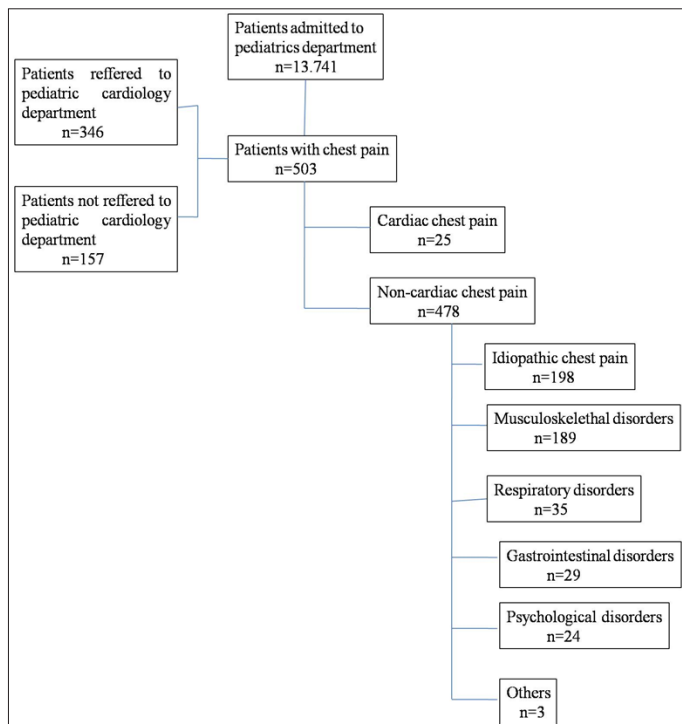 Patients admitted to
pediatrics department
n=13.741
Patients reffered to
pediatric cardiology
department
n=346
Patients with chest pain
n=503
Patients not reffered to
pediatric cardiology
department
n=157
Cardiac chest pain
n=25
Non-cardiac chest pain
n=478
Idiopathic chest pain
n=198
Musculoskelethal disorders
n=189
Respiratory disorders
n=35
Gastrointestinal disorders
n=29
Psychological disorders
n=24
Others
n=3